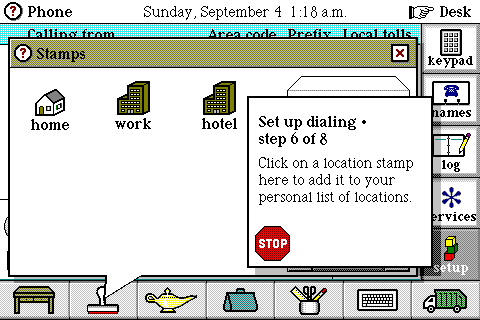 Phone Sunday, September 4 1:18 a.m. Desk
Calling from Area code Prefix Local tolls
Stamps
keypad
home work hotel
names
Set up dialing •
step 6 of 8
Click on a location stamp
here to add it to your
personal list of locations.
log
ervices
STOP
setup